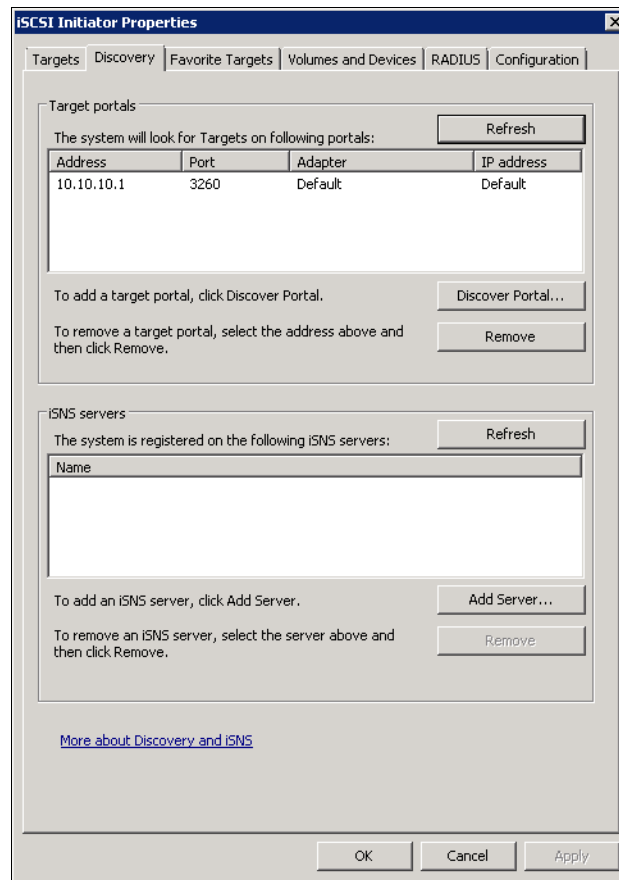 iSCSI Initiator Properties
Targets Discovery Favorite Targets Volumes and Devices RADIUS Configuration
Target portals
The system will look for Targets on following portals: Refresh
Address Port Adapter IP address
10.10.10.1 3260 Default Default
To add a target portal, click Discover Portal. Discover Portal...
To remove a target portal, select the address above and
then click Remove.
Remove
iSNS servers
The system is registered on the following iSNS servers: Refresh
Name
To add an iSNS server, click Add Server. Add Server...
To remove an iSNS server, select the server above and
then click Remove.
Remove
More about Discovery and iSNS
OK Cancel Apply